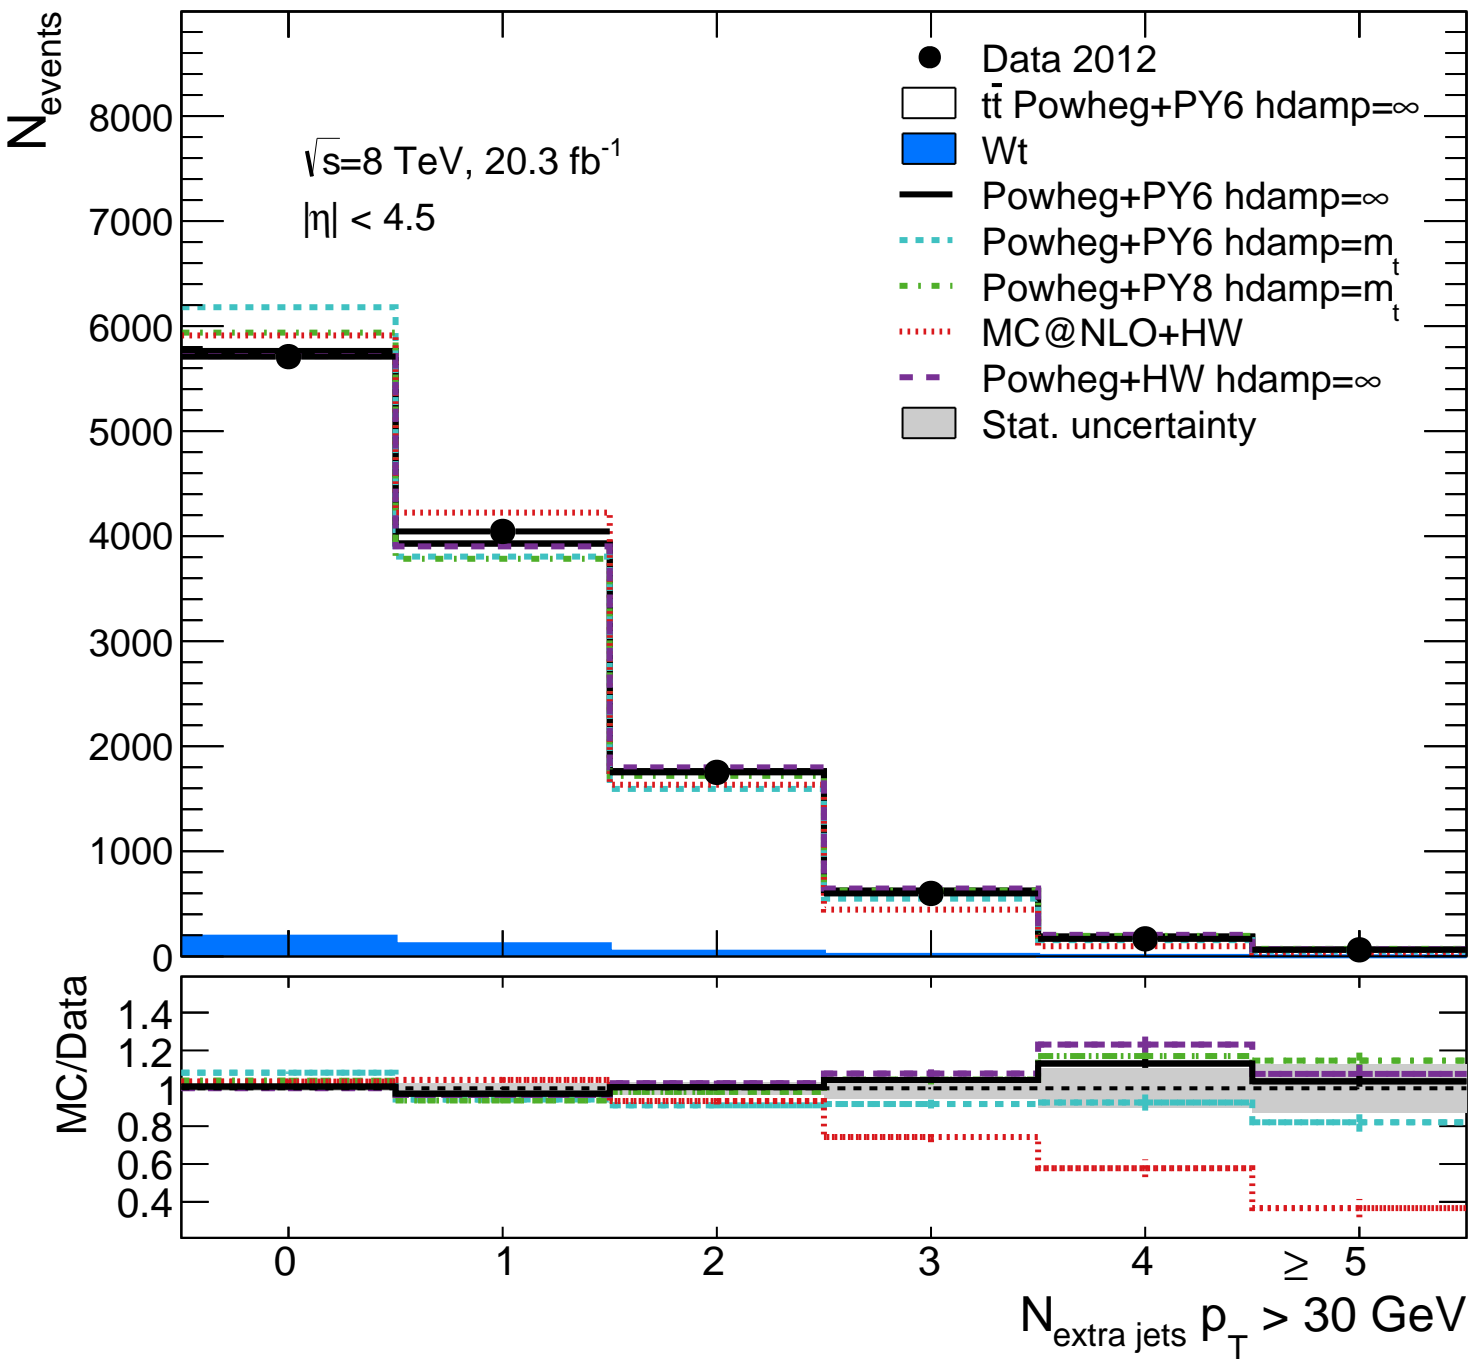 N_events
8000
7000
6000
5000
4000
3000
2000
1000
0
√s=8 TeV, 20.3 fb⁻¹
|η| < 4.5
Data 2012
tt̄ Powheg+PY6 hdamp=∞
Wt
Powheg+PY6 hdamp=∞
Powheg+PY6 hdamp=m_t
Powheg+PY8 hdamp=m_t
MC@NLO+HW
Powheg+HW hdamp=∞
Stat. uncertainty
MC/Data
1.4
1.2
1
0.8
0.6
0.4
0 1 2 3 4 ≥ 5
N_extra jets p_T > 30 GeV